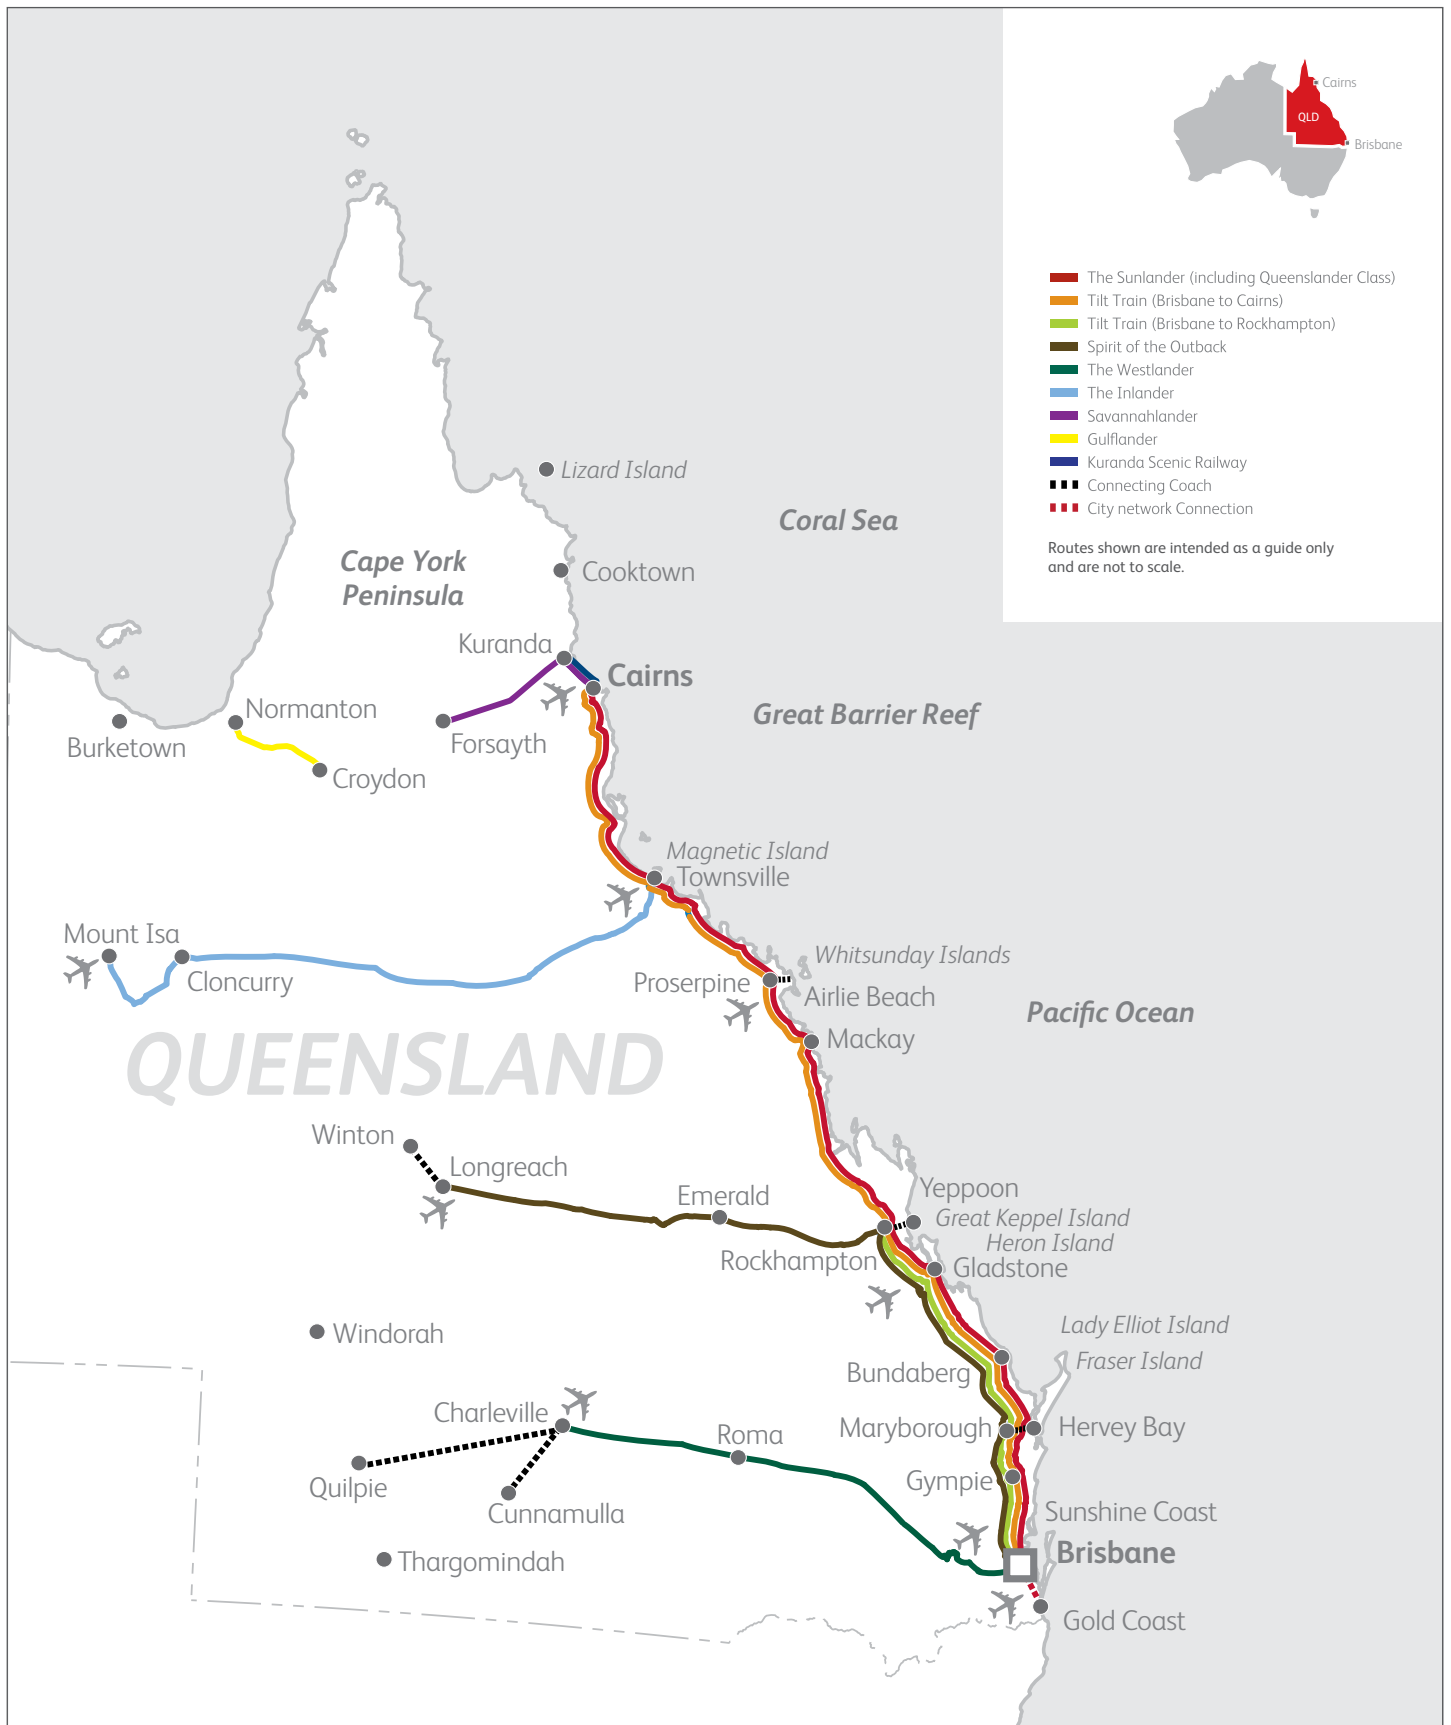 Cairns
QLD
Brisbane
The Sunlander (including Queenslander Class)
Tilt Train (Brisbane to Cairns)
Tilt Train (Brisbane to Rockhampton)
Spirit of the Outback
The Westlander
The Inlander
Savannahlander
Gulflander
Kuranda Scenic Railway
Connecting Coach
City network Connection
Routes shown are intended as a guide only
and are not to scale.
Lizard Island
Coral Sea
Cape York
Peninsula
Cooktown
Kuranda
Cairns
Great Barrier Reef
Normanton
Burketown
Forsayth
Croydon
Magnetic Island
Townsville
Mount Isa
Cloncurry
Whitsunday Islands
Proserpine
Airlie Beach
Pacific Ocean
Mackay
QUEENSLAND
Winton
Longreach
Emerald
Yeppoon
Great Keppel Island
Heron Island
Rockhampton
Gladstone
Windorah
Lady Elliot Island
Fraser Island
Bundaberg
Charleville
Roma
Maryborough
Hervey Bay
Quilpie
Gympie
Cunnamulla
Sunshine Coast
Brisbane
Thargomindah
Gold Coast